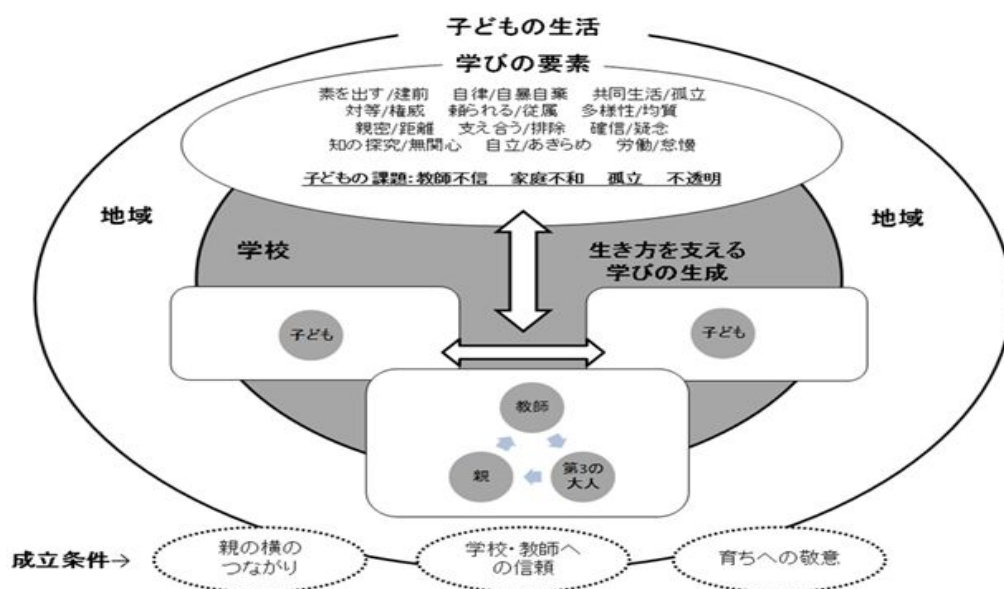 子どもの生活
学びの要素
素を出す/建前 自律/自暴自棄 共同生活/孤立
対等/権威 頼られる/従属 多様性/均質
親密/距離 支え合う/排除 確信/疑念
知の探究/無関心 自立/あきらめ 労働/怠慢
子どもの課題:教師不信 家庭不和 孤立 不透明
地域
地域
学校
生き方を支える
学びの生成
子ども
子ども
教師
親
第3の
大人
成立条件→
親の横の
つながり
学校・教師へ
の信頼
育ちへの敬意